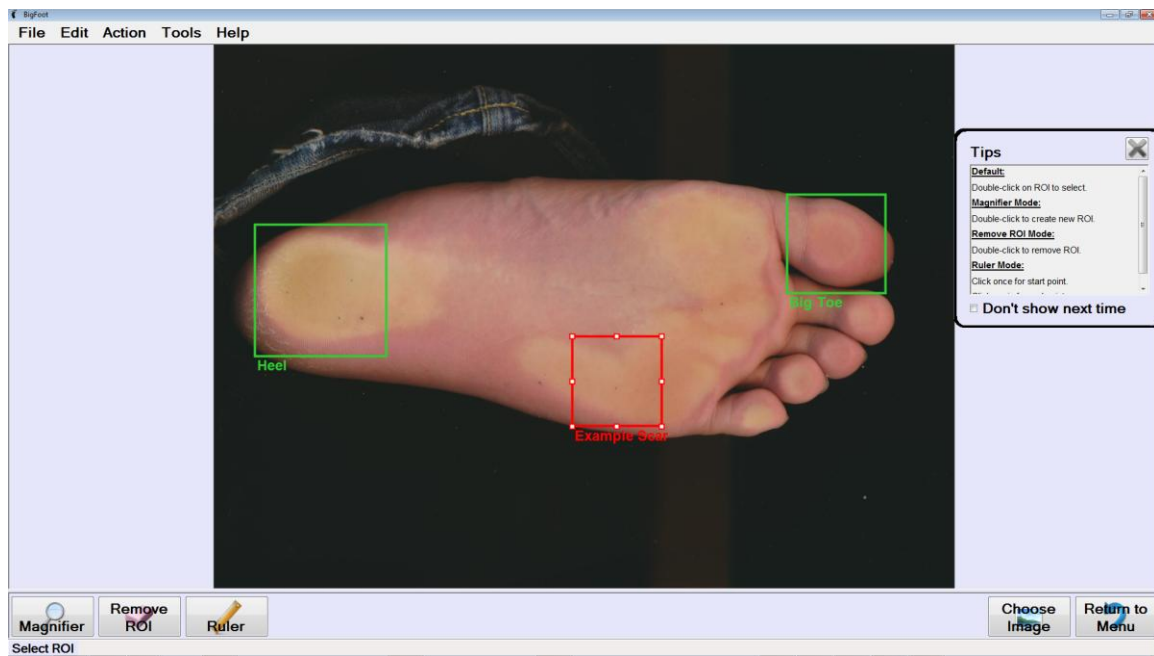 BigFoot
File Edit Action Tools Help
Tips
Default:
Double-click on ROI to select.
Magnifier Mode:
Double-click to create new ROI.
Remove ROI Mode:
Double-click to remove ROI.
Ruler Mode:
Click once for start point.
Don't show next time
Big Toe
Heel
Example Soar
Magnifier
Remove
ROI
Ruler
Choose
Image
Return to
Menu
Select ROI